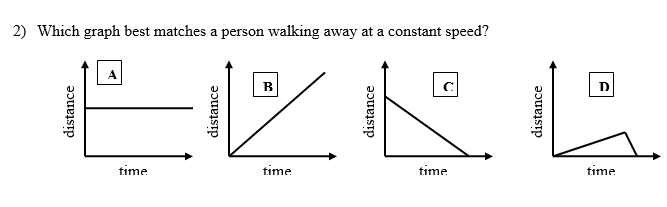 2) Which graph best matches a person walking away at a constant speed?
A
B
C
D
distance
distance
distance
distance
time
time
time
time